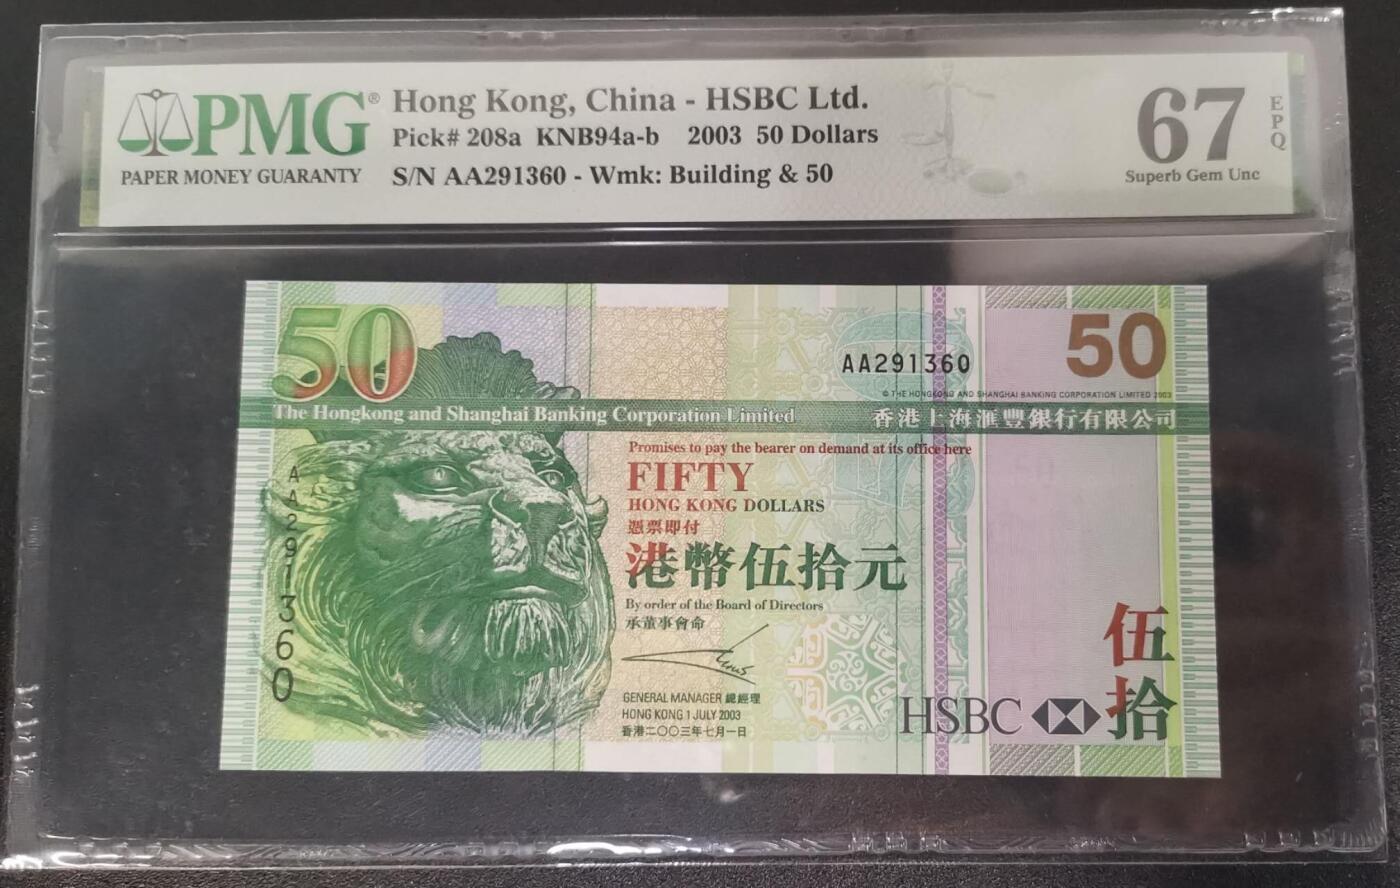 PMG®
PAPER MONEY GUARANTY
Hong Kong, China - HSBC Ltd.
Pick# 208a KNB94a-b 2003 50 Dollars
S/N AA291360 - Wmk: Building & 50
67
EPQ
Superb Gem Unc
50
AA291360
50
© THE HONGKONG AND SHANGHAI BANKING CORPORATION LIMITED 2003
The Hongkong and Shanghai Banking Corporation Limited
香港上海滙豐銀行有限公司
Promises to pay the bearer on demand at its office here
FIFTY
HONG KONG DOLLARS
憑票即付
港幣伍拾元
By order of the Board of Directors
承董事會命
GENERAL MANAGER 總經理
HONG KONG 1 JULY 2003
香港二〇〇三年七月一日
AA291360
伍拾
HSBC